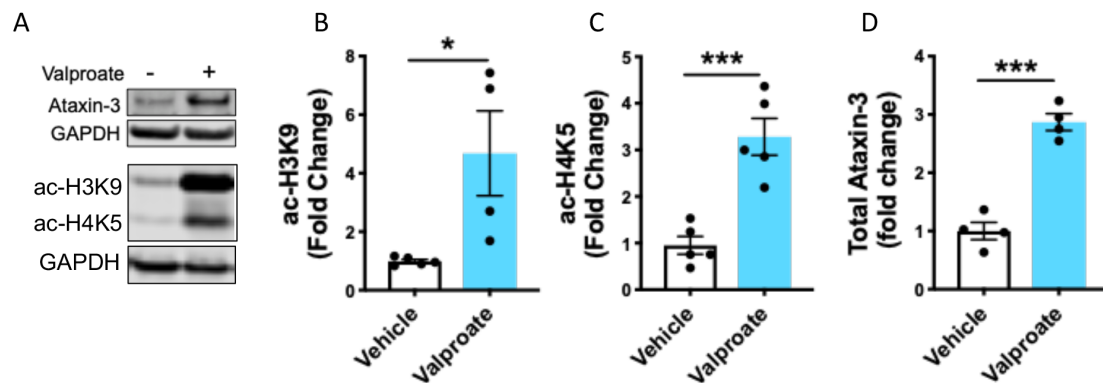 A
Valproate - +
Ataxin-3
GAPDH
ac-H3K9
ac-H4K5
GAPDH
B
*
ac-H3K9
(Fold Change)
8
6
4
2
0
Vehicle
Valproate
C
***
ac-H4K5
(Fold Change)
5
4
3
2
1
0
Vehicle
Valproate
D
***
Total Ataxin-3
(fold change)
4
3
2
1
0
Vehicle
Valproate